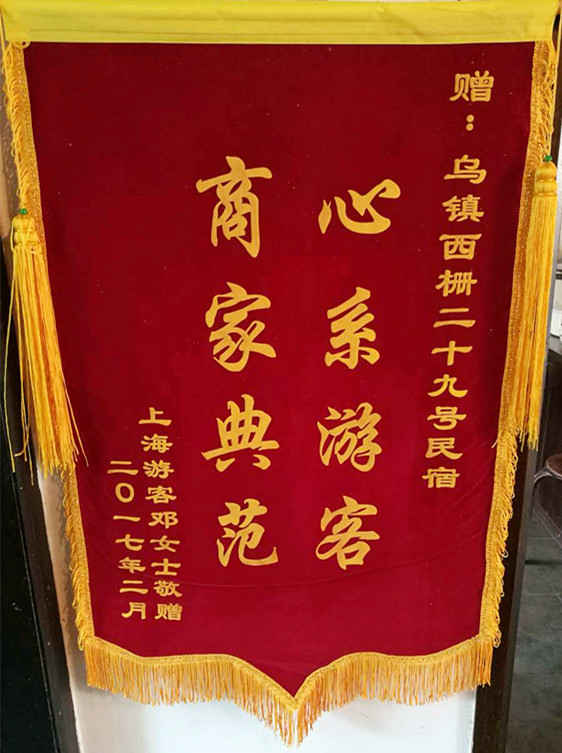 赠：乌镇西栅二十九号民宿
心系游客
商家典范
上海游客邓女士敬赠
二〇一七年二月